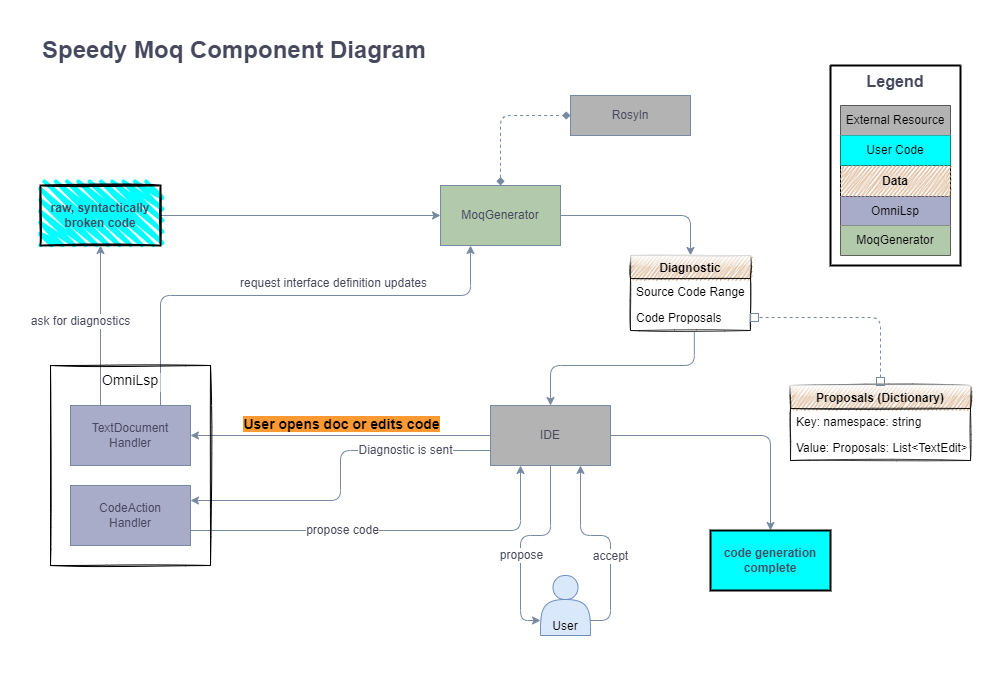 Speedy Moq Component Diagram
Legend
External Resource
User Code
Data
OmniLsp
MoqGenerator
Rosyln
raw, syntactically
broken code
MoqGenerator
request interface definition updates
ask for diagnostics
Diagnostic
Source Code Range
Code Proposals
Proposals (Dictionary)
Key: namespace: string
Value: Proposals: List<TextEdit>
OmniLsp
TextDocument
Handler
User opens doc or edits code
IDE
Diagnostic is sent
CodeAction
Handler
propose code
propose
accept
code generation
complete
User